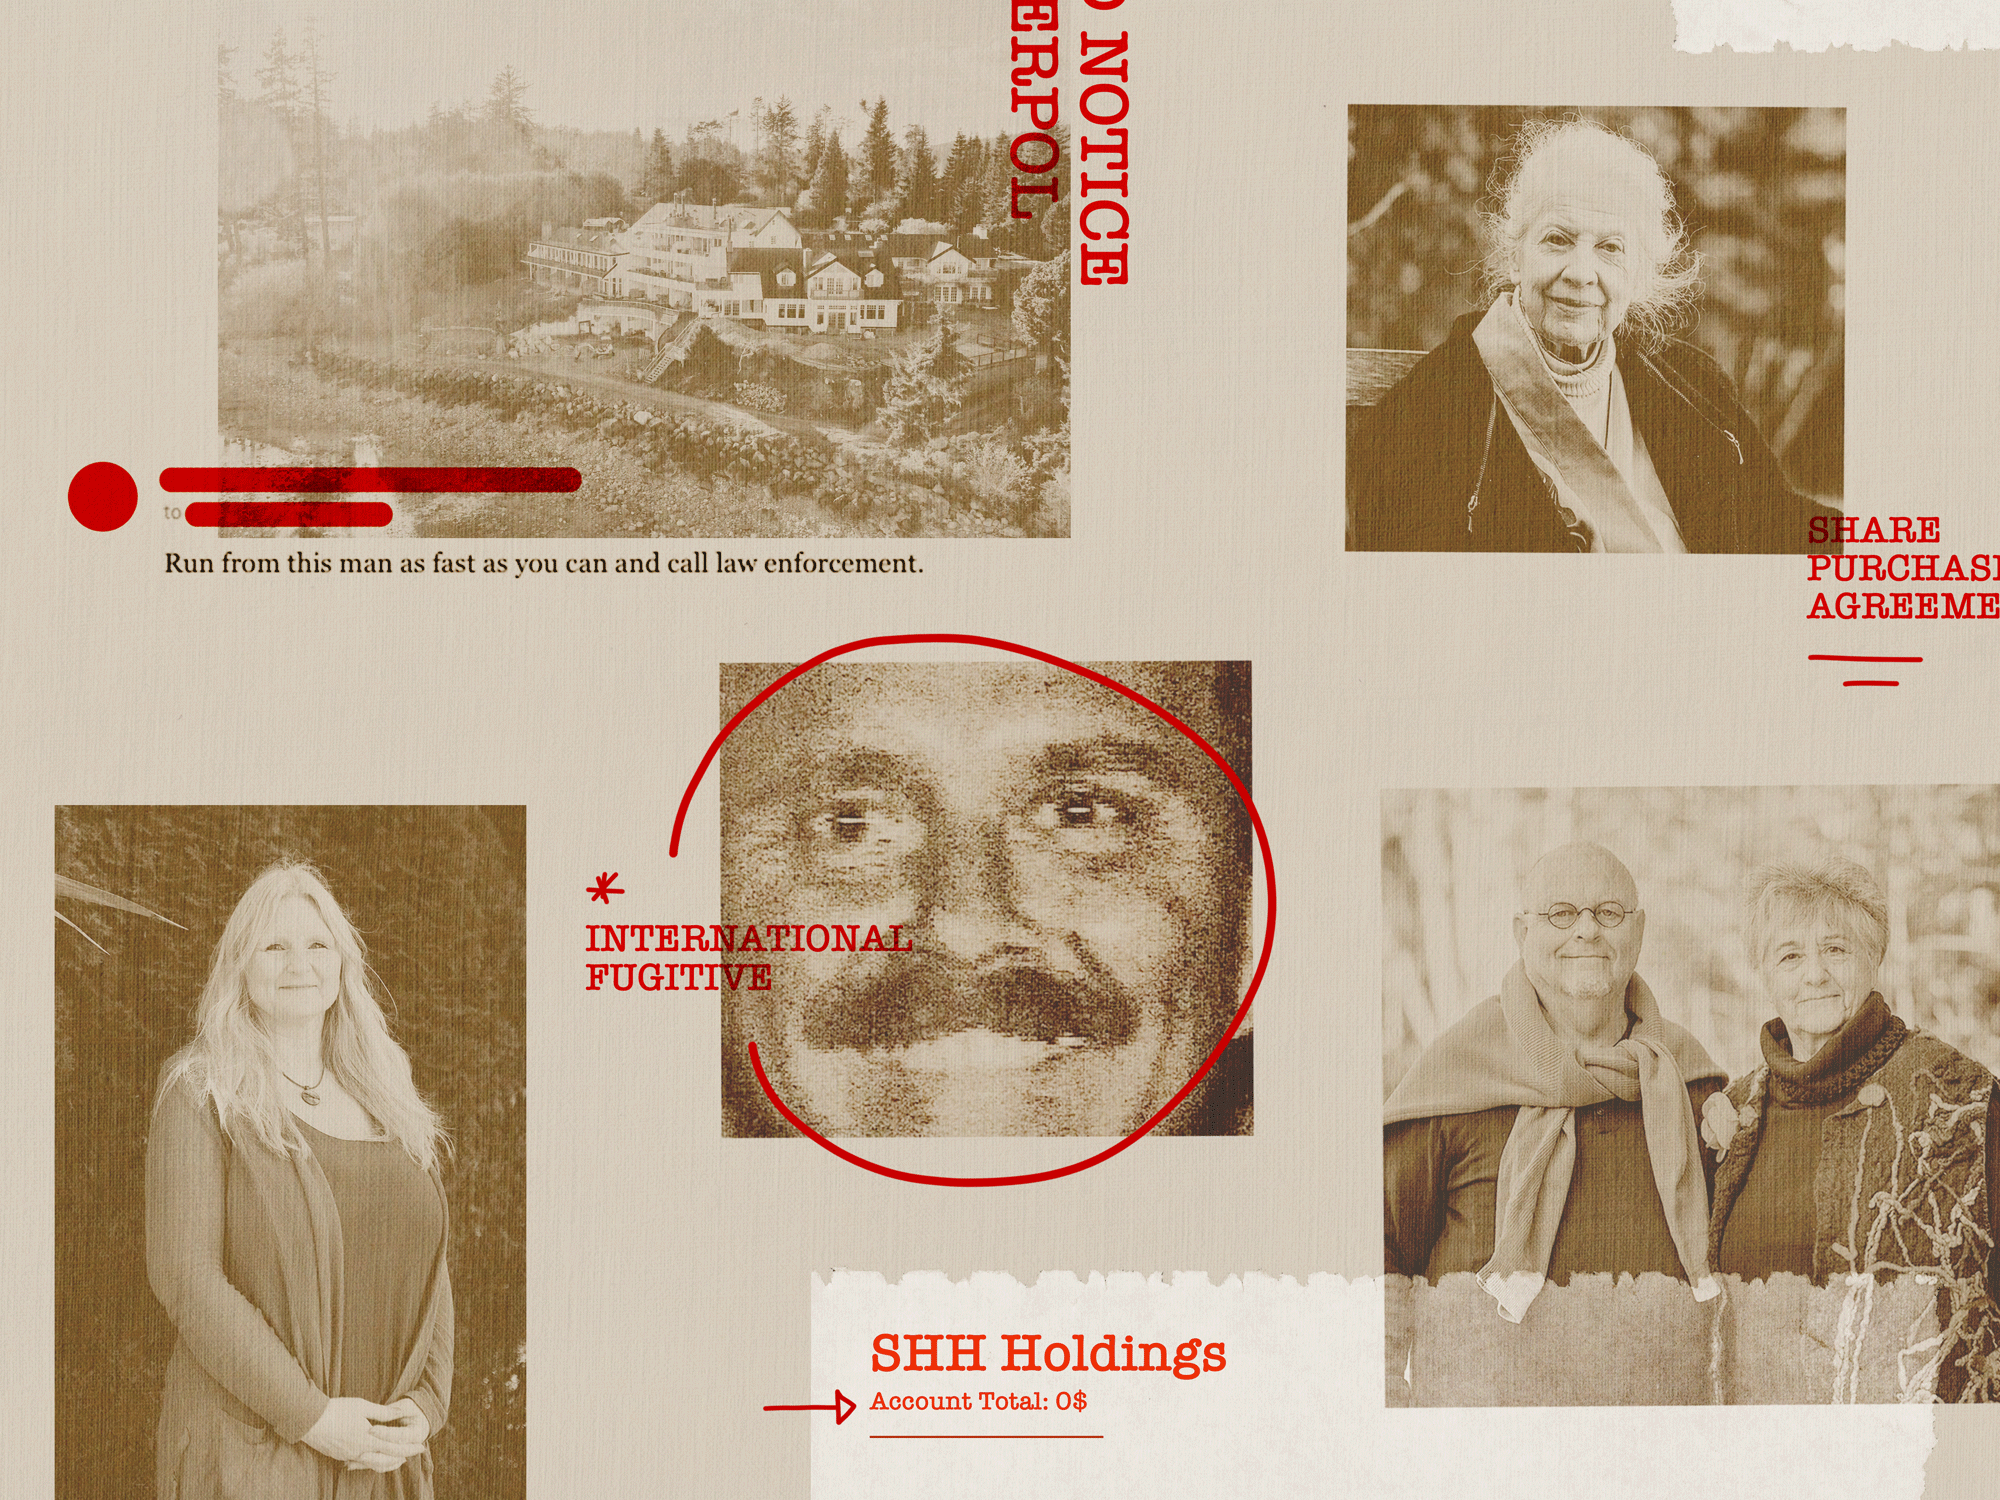 ERPOL
NOTICE
to
Run from this man as fast as you can and call law enforcement.
SHARE
PURCHAS
AGREEME
*
INTERNATIONAL
FUGITIVE
SHH Holdings
Account Total: 0$